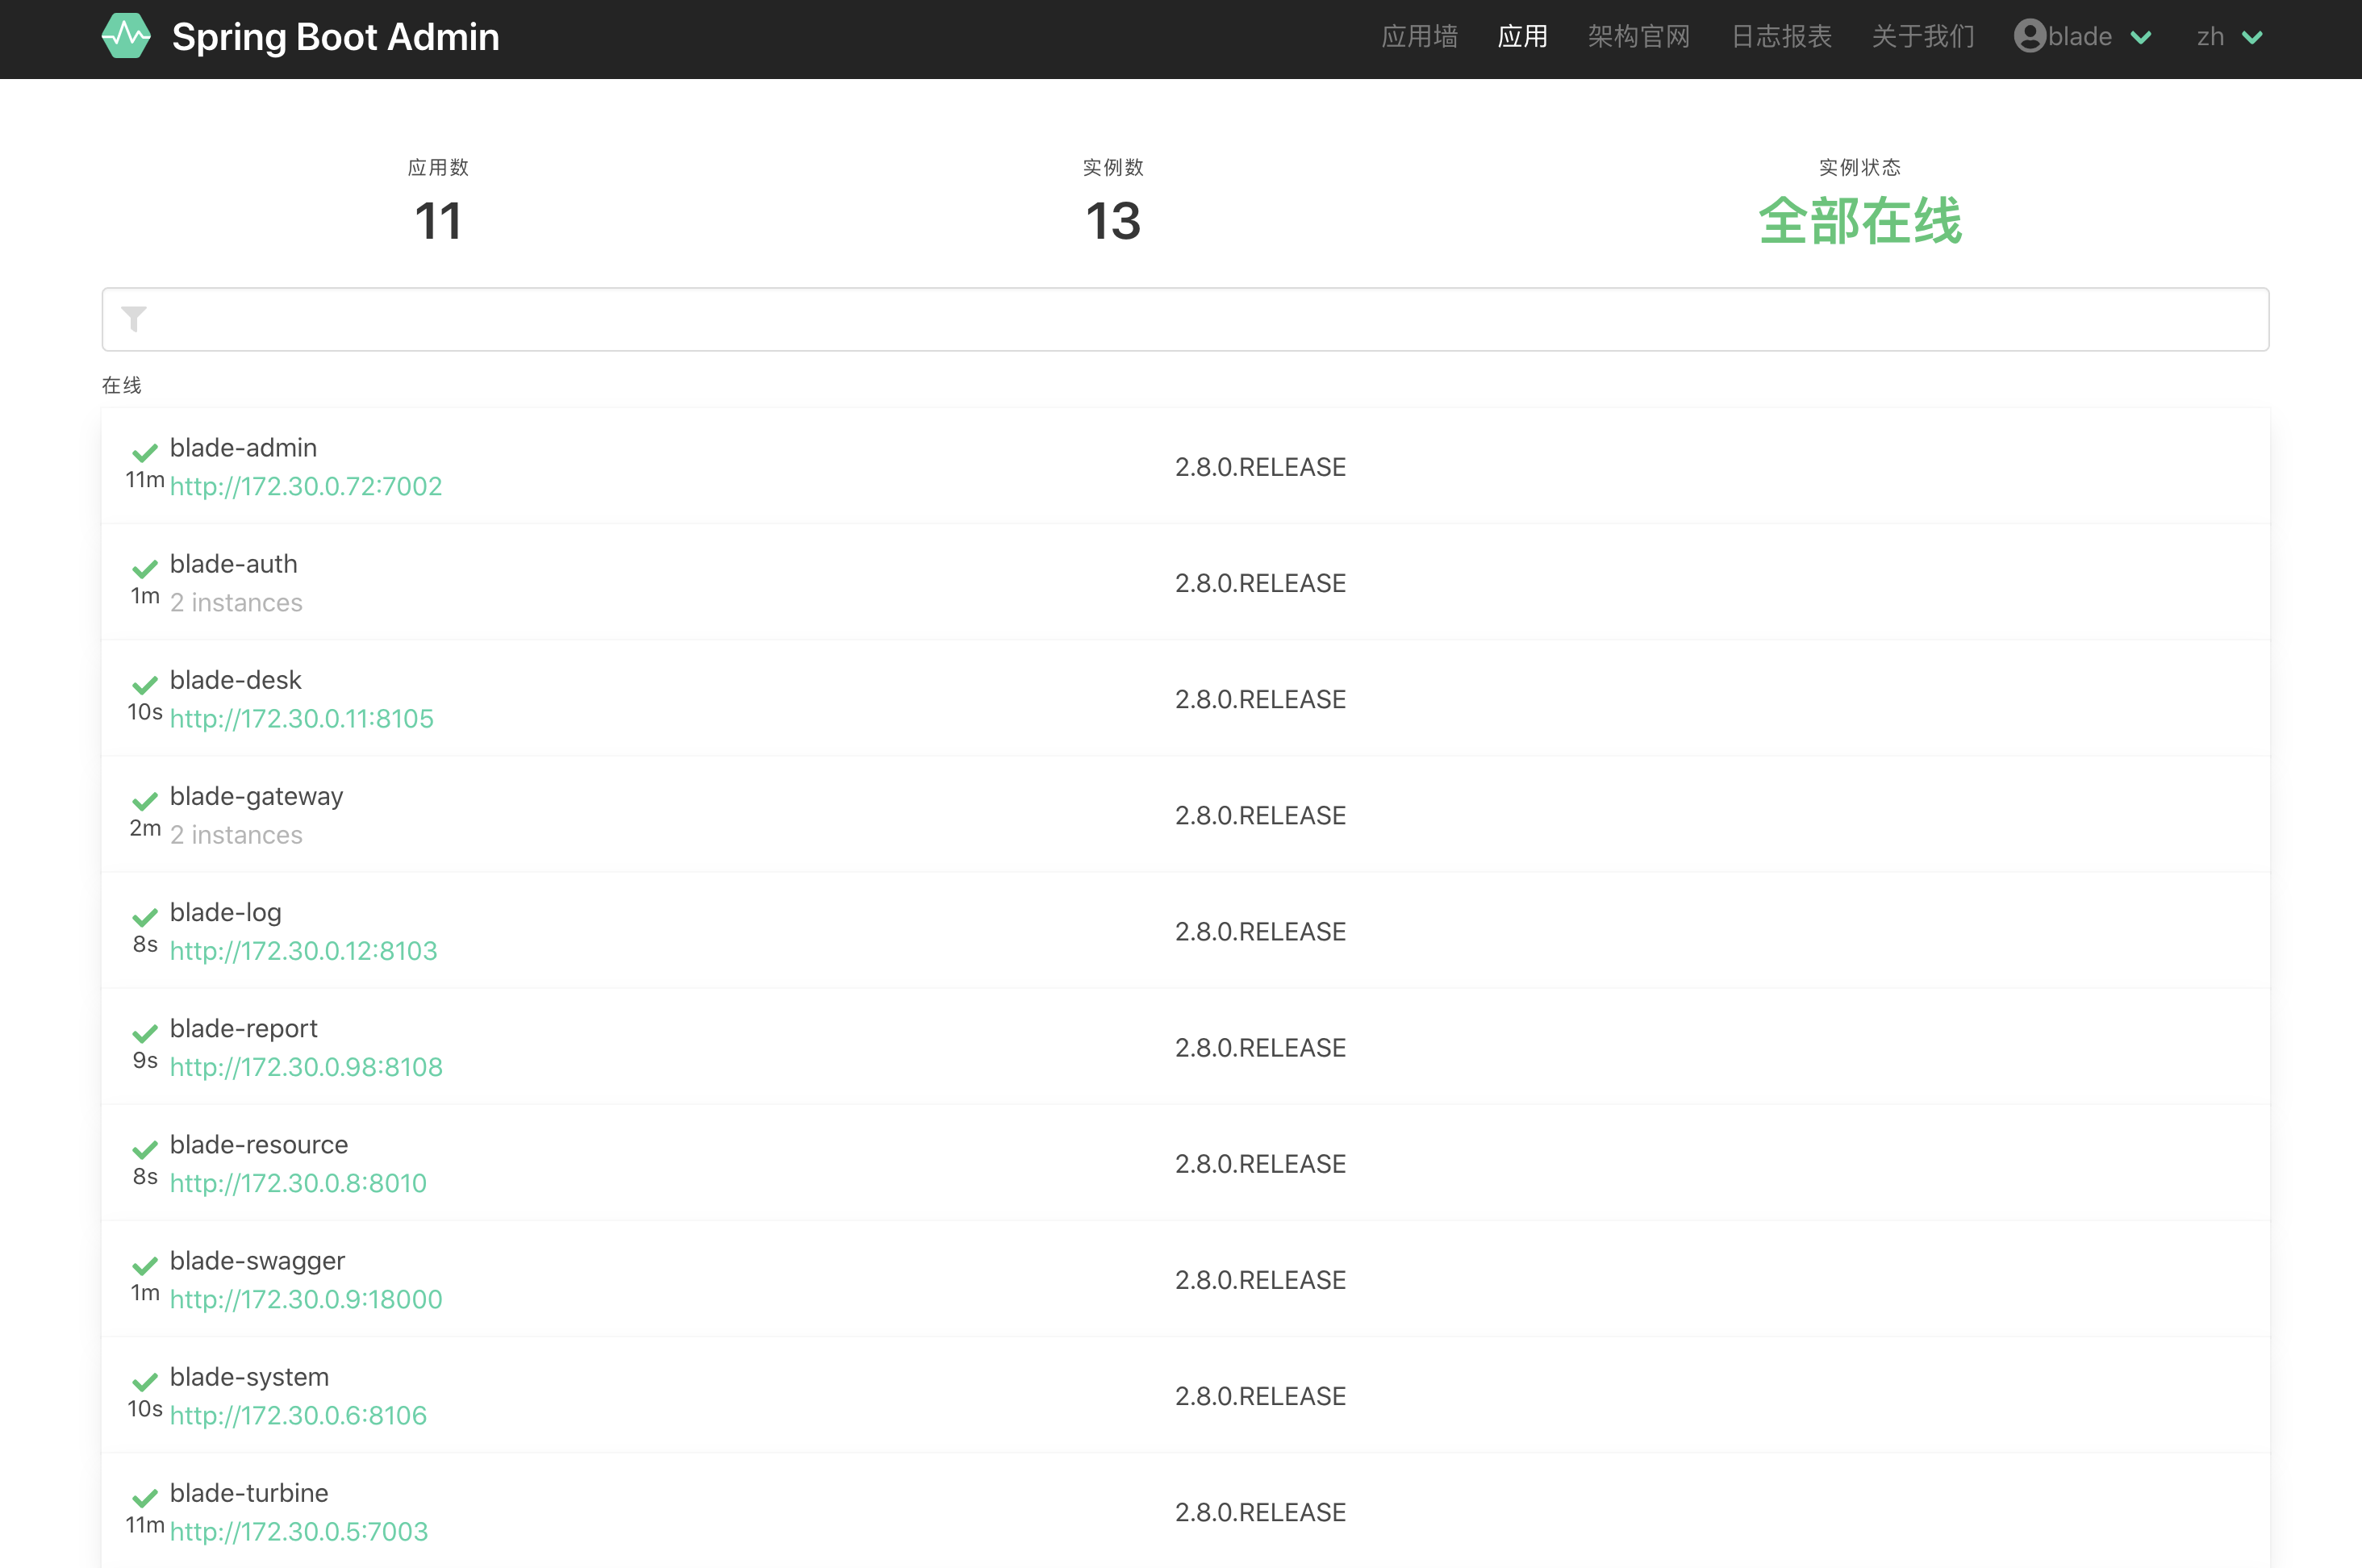 Spring Boot Admin 应用墙 应用 架构官网 日志报表 关于我们 blade zh
应用数 实例数 实例状态
11 13 全部在线
在线
blade-admin
11m http://172.30.0.72:7002 2.8.0.RELEASE
blade-auth
1m 2 instances 2.8.0.RELEASE
blade-desk
10s http://172.30.0.11:8105 2.8.0.RELEASE
blade-gateway
2m 2 instances 2.8.0.RELEASE
blade-log
8s http://172.30.0.12:8103 2.8.0.RELEASE
blade-report
9s http://172.30.0.98:8108 2.8.0.RELEASE
blade-resource
8s http://172.30.0.8:8010 2.8.0.RELEASE
blade-swagger
1m http://172.30.0.9:18000 2.8.0.RELEASE
blade-system
10s http://172.30.0.6:8106 2.8.0.RELEASE
blade-turbine
11m http://172.30.0.5:7003 2.8.0.RELEASE